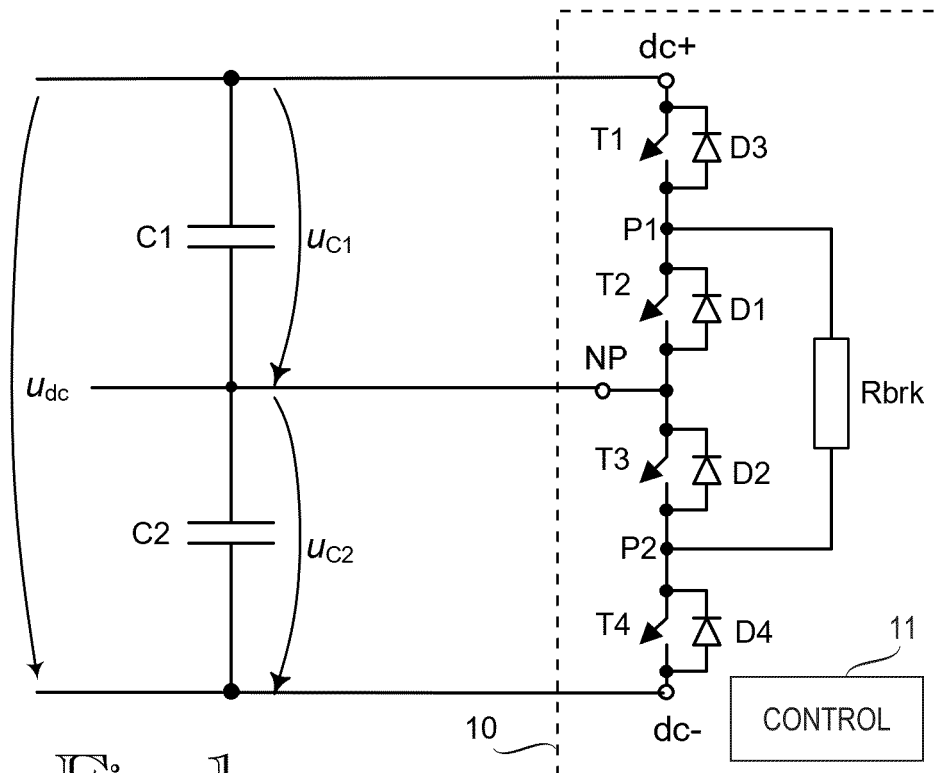 dc+
T1
D3
P1
C1
uC1
T2
D1
NP
udc
Rbrk
T3
D2
C2
uC2
P2
T4
D4
11
10
dc-
CONTROL